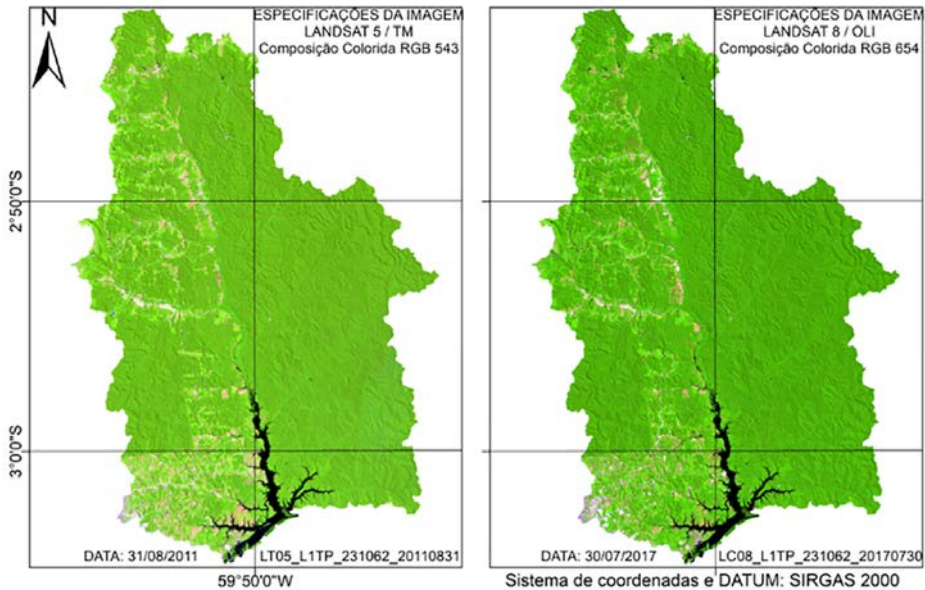 N
ESPECIFICAÇÕES DA IMAGEM
LANDSAT 5 / TM
Composição Colorida RGB 543
ESPECIFICAÇÕES DA IMAGEM
LANDSAT 8 / OLI
Composição Colorida RGB 654
2°50'0"S
3°0'0"S
DATA: 31/08/2011
LT05_L1TP_231062_20110831
DATA: 30/07/2017
LC08_L1TP_231062_20170730
59°50'0"W
Sistema de coordenadas e DATUM: SIRGAS 2000